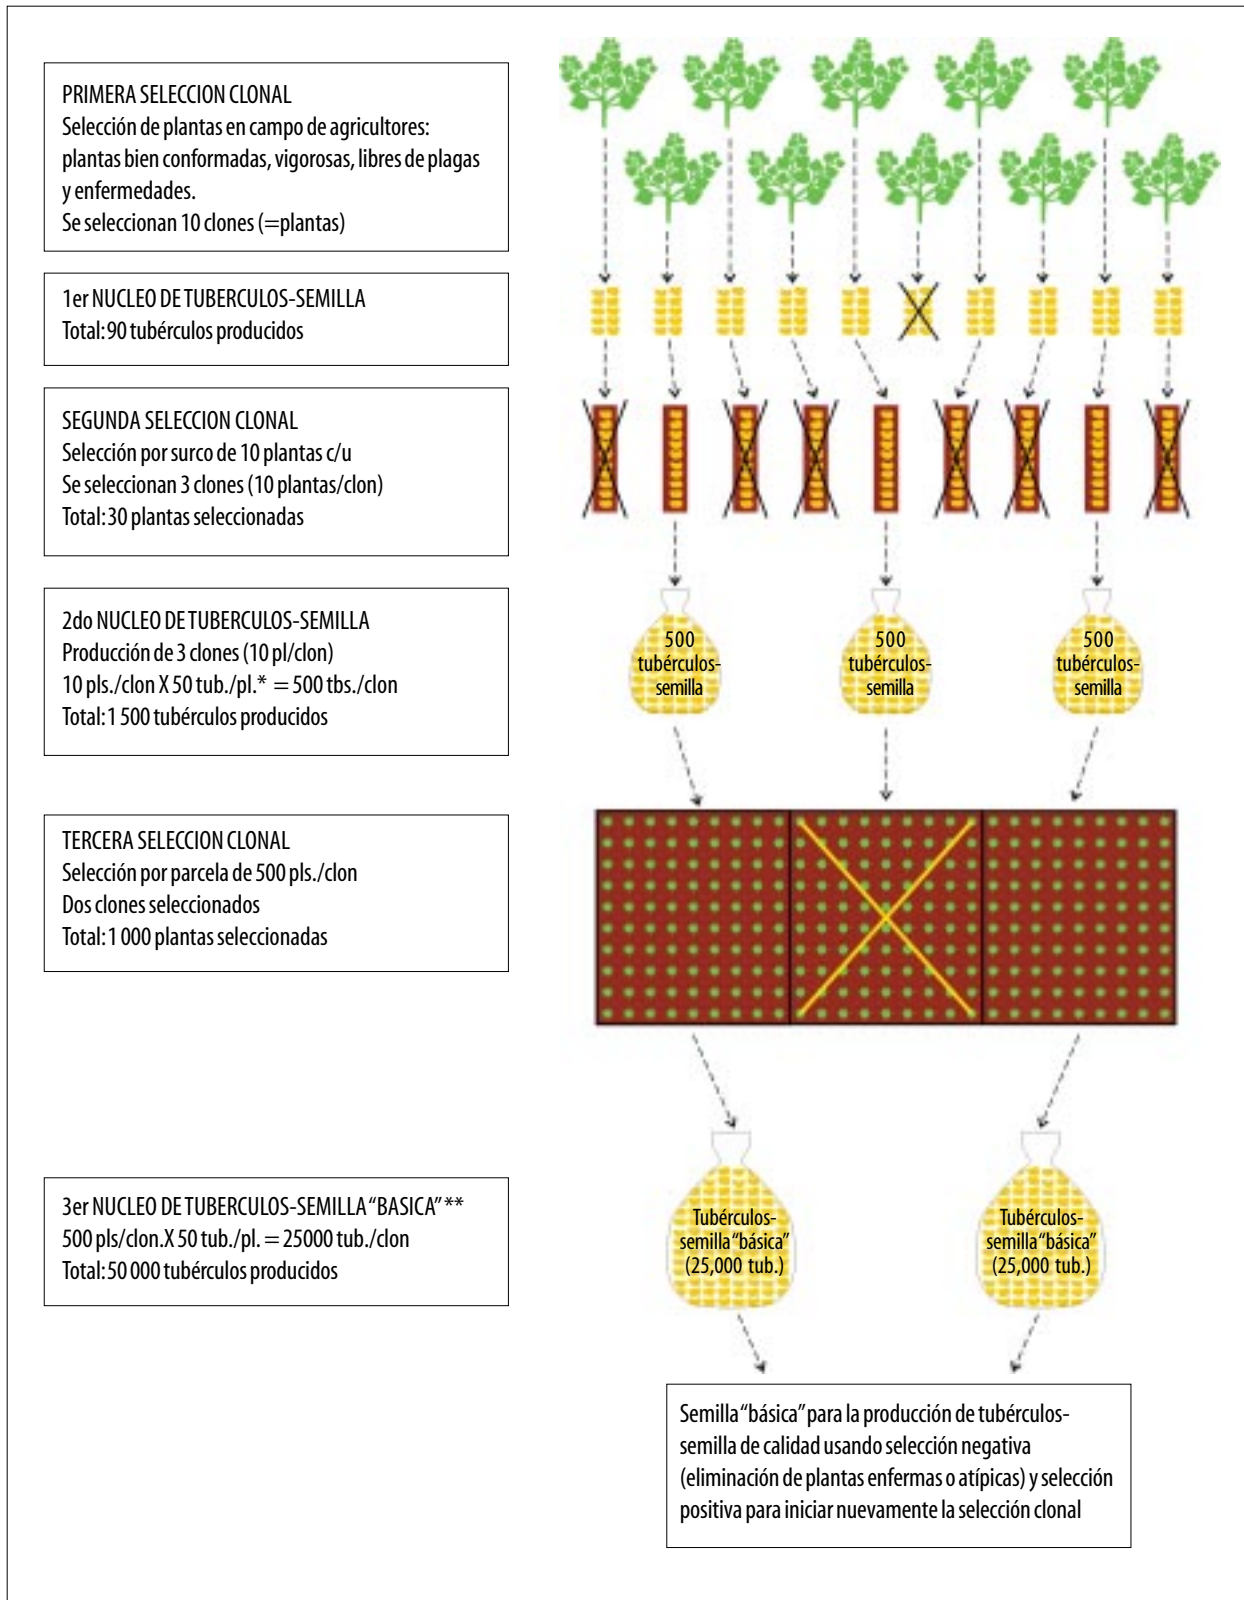 PRIMERA SELECCION CLONAL
Selección de plantas en campo de agricultores:
plantas bien conformadas, vigorosas, libres de plagas
y enfermedades.
Se seleccionan 10 clones (=plantas)
1er NUCLEO DE TUBERCULOS-SEMILLA
Total: 90 tubérculos producidos
SEGUNDA SELECCION CLONAL
Selección por surco de 10 plantas c/u
Se seleccionan 3 clones (10 plantas/clon)
Total: 30 plantas seleccionadas
2do NUCLEO DE TUBERCULOS-SEMILLA
Producción de 3 clones (10 pl/clon)
10 pls./clon X 50 tub./pl.* = 500 tbs./clon
Total: 1 500 tubérculos producidos
500
tubérculos-
semilla
500
tubérculos-
semilla
500
tubérculos-
semilla
TERCERA SELECCION CLONAL
Selección por parcela de 500 pls./clon
Dos clones seleccionados
Total: 1 000 plantas seleccionadas
3er NUCLEO DE TUBERCULOS-SEMILLA "BASICA" **
500 pls/clon.X 50 tub./pl. = 25000 tub./clon
Total: 50 000 tubérculos producidos
Tubérculos-
semilla "básica"
(25,000 tub.)
Tubérculos-
semilla "básica"
(25,000 tub.)
Semilla "básica" para la producción de tubérculos-
semilla de calidad usando selección negativa
(eliminación de plantas enfermas o atípicas) y selección
positiva para iniciar nuevamente la selección clonal